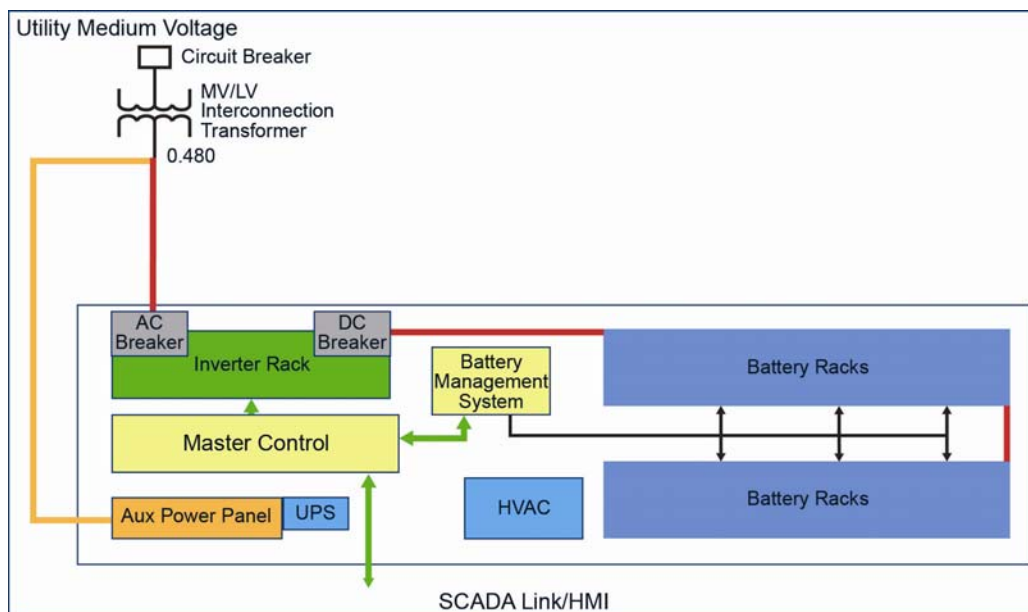 Utility Medium Voltage
Circuit Breaker
MV/LV
Interconnection
Transformer
0.480
AC
Breaker
DC
Breaker
Inverter Rack
Battery
Management
System
Battery Racks
Master Control
Aux Power Panel
UPS
HVAC
Battery Racks
SCADA Link/HMI